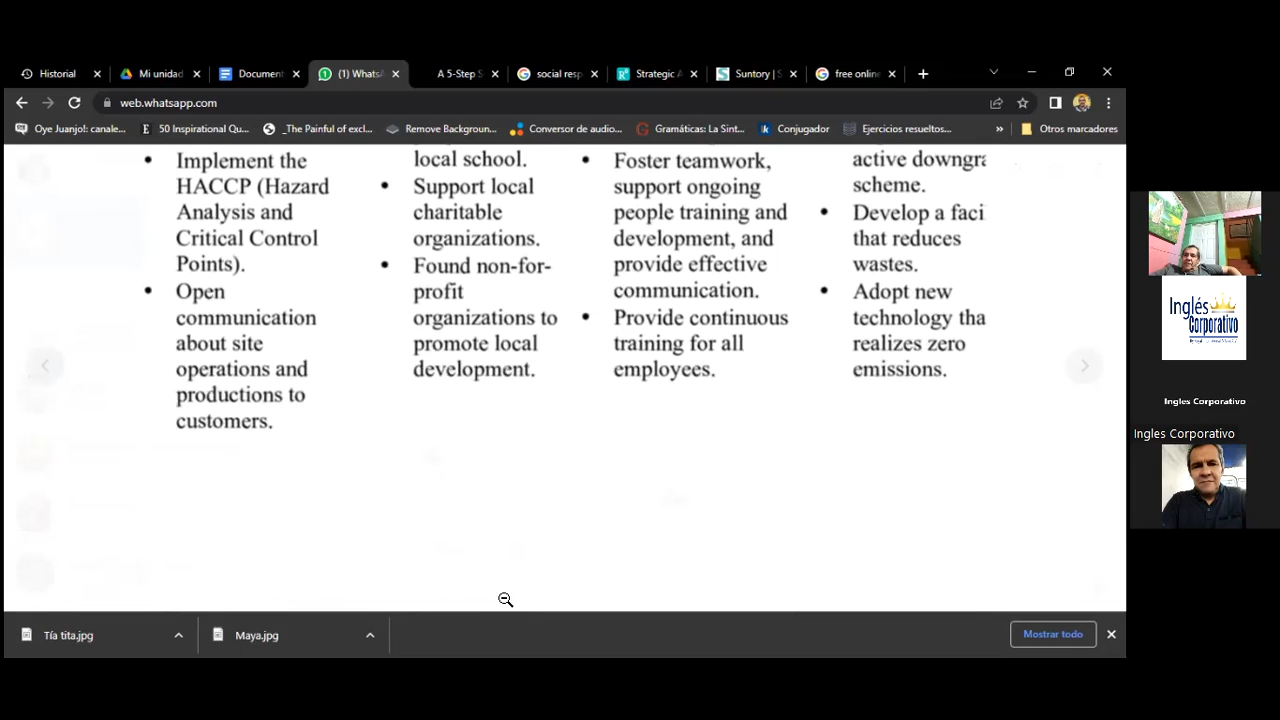 Historial
Mi unidad
Document
(1) WhatsA
A 5-Step S
social resp
Strategic A
Suntory | S
free online
web.whatsapp.com
Oye Juanjo!: canale...
50 Inspirational Qu...
_The Painful of excl...
Remove Backgroun...
Conversor de audio...
Gramáticas: La Sint...
Conjugador
Ejercicios resueltos...
»
Otros marcadores
• Implement the
HACCP (Hazard
Analysis and
Critical Control
Points).
• Open
communication
about site
operations and
productions to
customers.
local school.
• Support local
charitable
organizations.
• Found non-for-
profit
organizations to
promote local
development.
• Foster teamwork,
support ongoing
people training and
development, and
provide effective
communication.
• Provide continuous
training for all
employees.
active downgra
scheme.
• Develop a faci
that reduces
wastes.
• Adopt new
technology tha
realizes zero
emissions.
Inglés
Corporativo
Ingles Corporativo
Ingles Corporativo
Tía tita.jpg
Maya.jpg
Mostrar todo